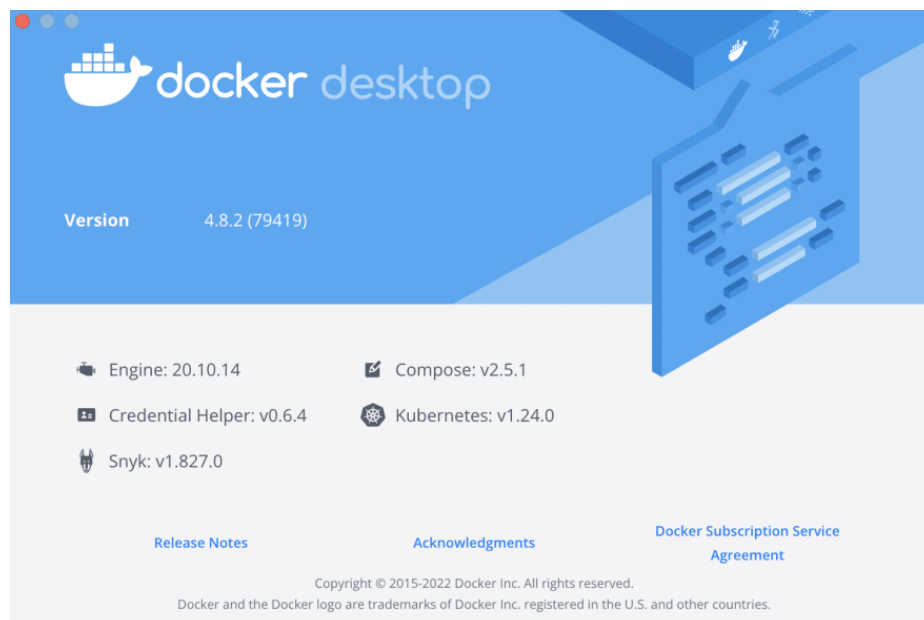 docker desktop
Version 4.8.2 (79419)
Engine: 20.10.14
Compose: v2.5.1
Credential Helper: v0.6.4
Kubernetes: v1.24.0
Snyk: v1.827.0
Release Notes
Acknowledgments
Docker Subscription Service
Agreement
Copyright © 2015-2022 Docker Inc. All rights reserved.
Docker and the Docker logo are trademarks of Docker Inc. registered in the U.S. and other countries.